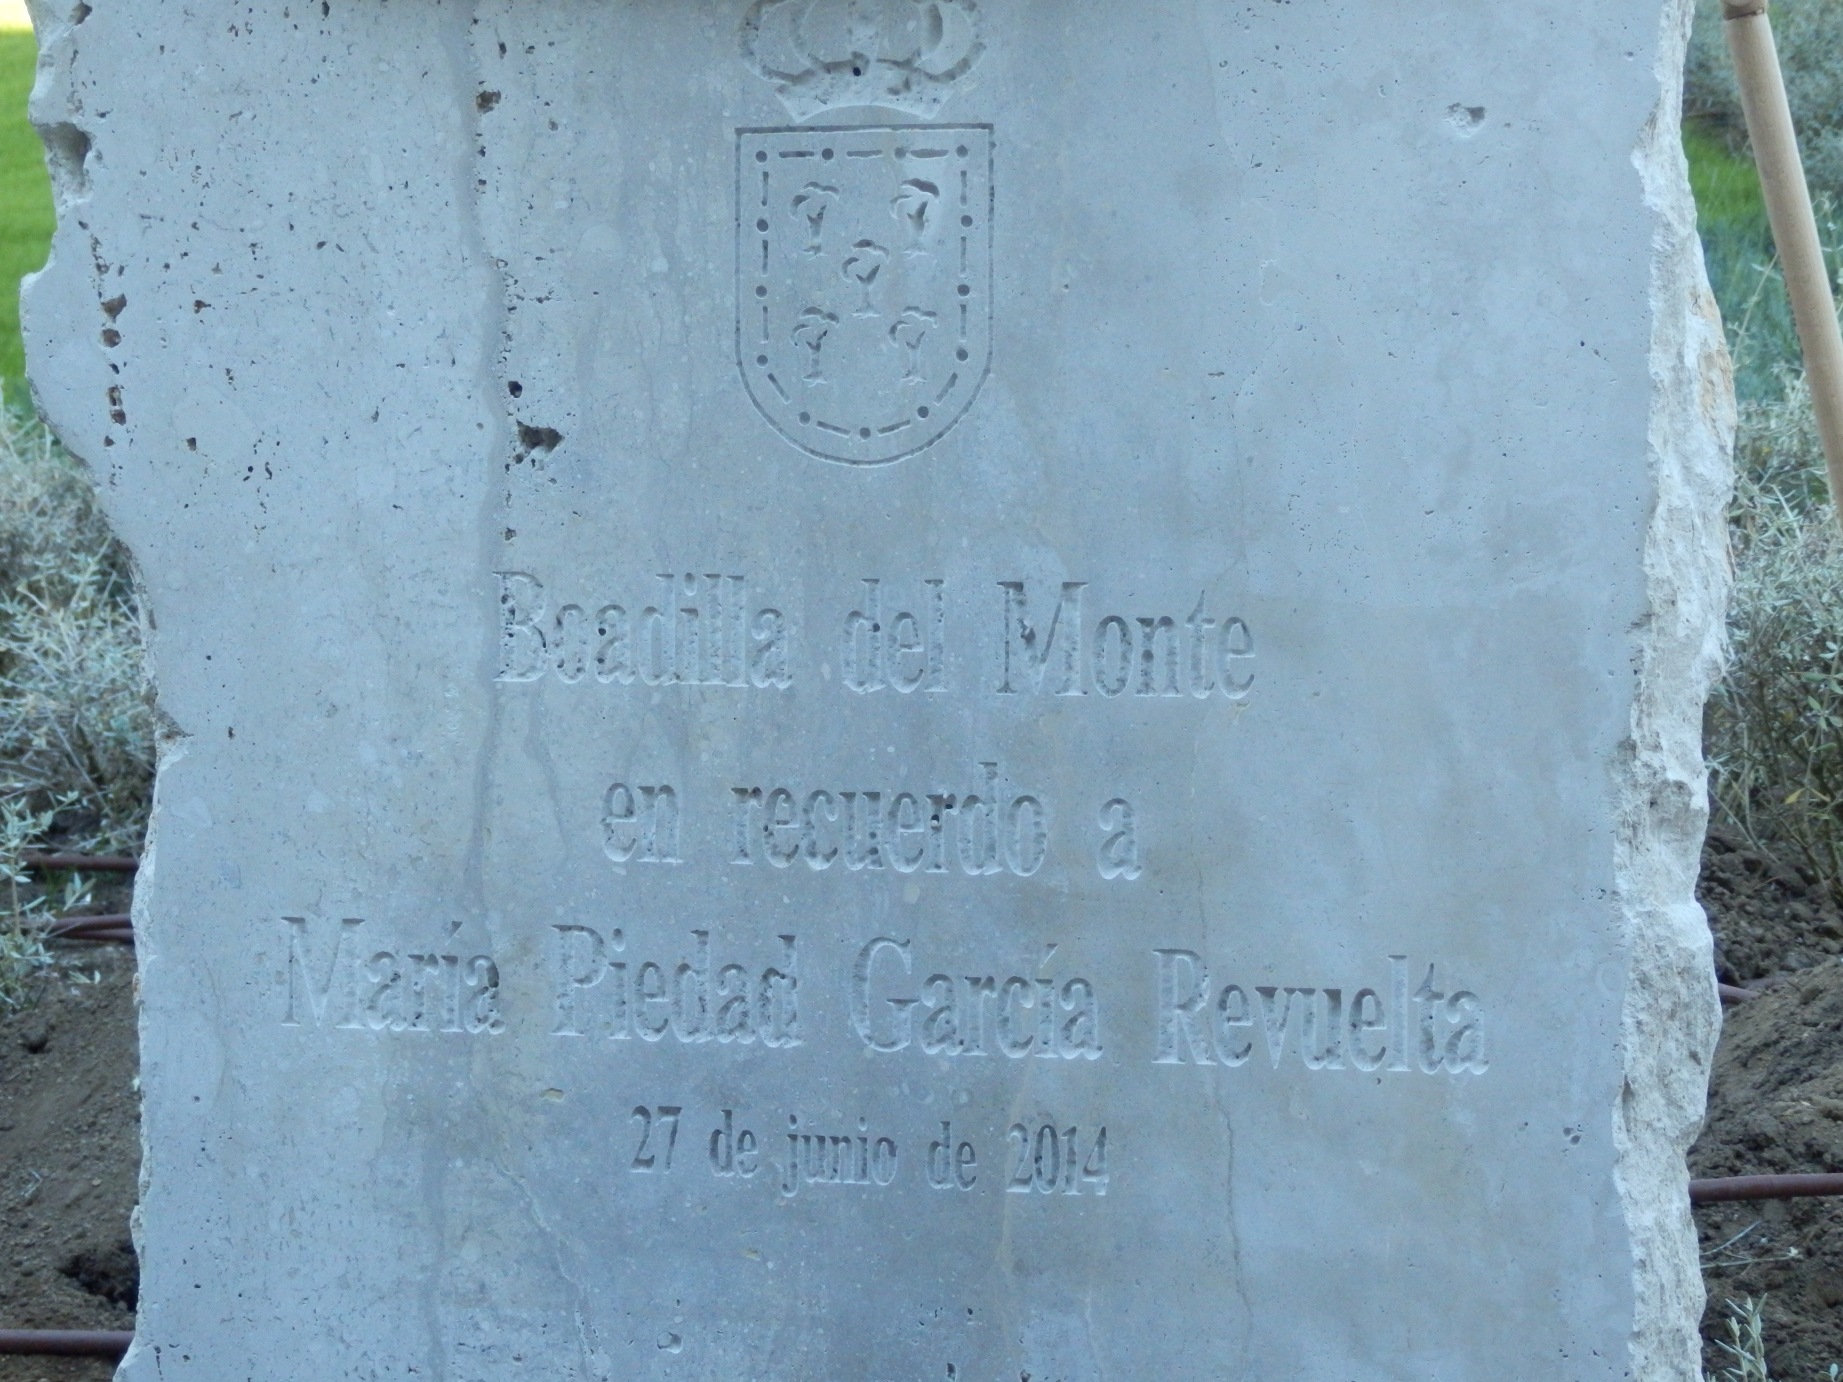 Boadilla del Monte
en recuerdo a
María Piedad García Revuelta
27 de junio de 2014